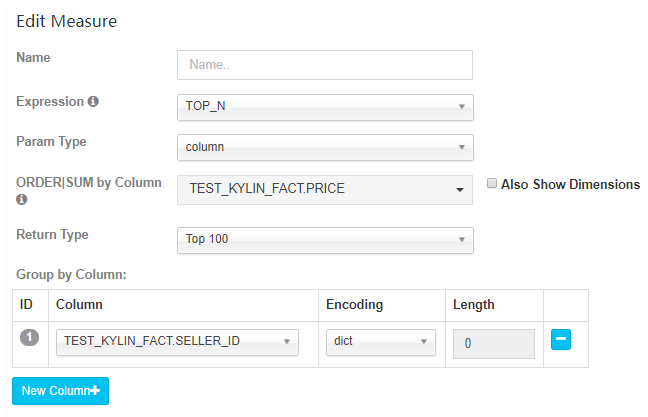 Edit Measure
Name
Name..
Expression
TOP_N
Param Type
column
ORDER|SUM by Column
TEST_KYLIN_FACT.PRICE
Also Show Dimensions
Return Type
Top 100
Group by Column:
ID Column Encoding Length
1 TEST_KYLIN_FACT.SELLER_ID dict 0
New Column+